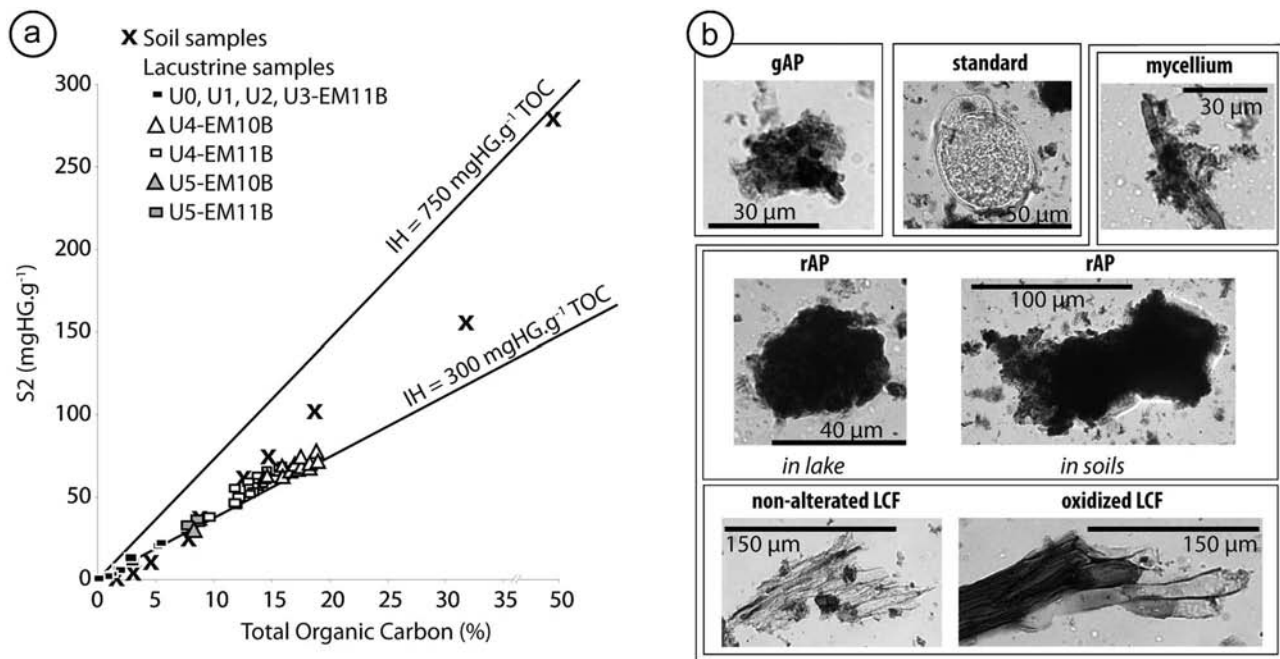 a
X Soil samples
Lacustrine samples
U0, U1, U2, U3-EM11B
U4-EM10B
U4-EM11B
U5-EM10B
U5-EM11B
300
250
200
150
100
50
0
S2 (mgHG.g⁻¹)
IH = 750 mgHG.g⁻¹ TOC
IH = 300 mgHG.g⁻¹ TOC
0 5 10 15 20 25 30 35 50
Total Organic Carbon (%)
b
gAP
30 µm
standard
50 µm
mycellium
30 µm
rAP
40 µm
in lake
rAP
100 µm
in soils
non-alterated LCF
150 µm
oxidized LCF
150 µm